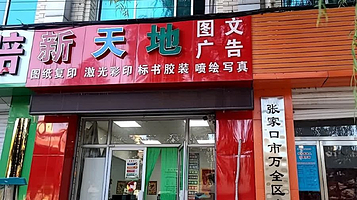 倍
新天地 图文广告
图纸复印 激光彩印 标书胶装 喷绘写真
张家口市万全区